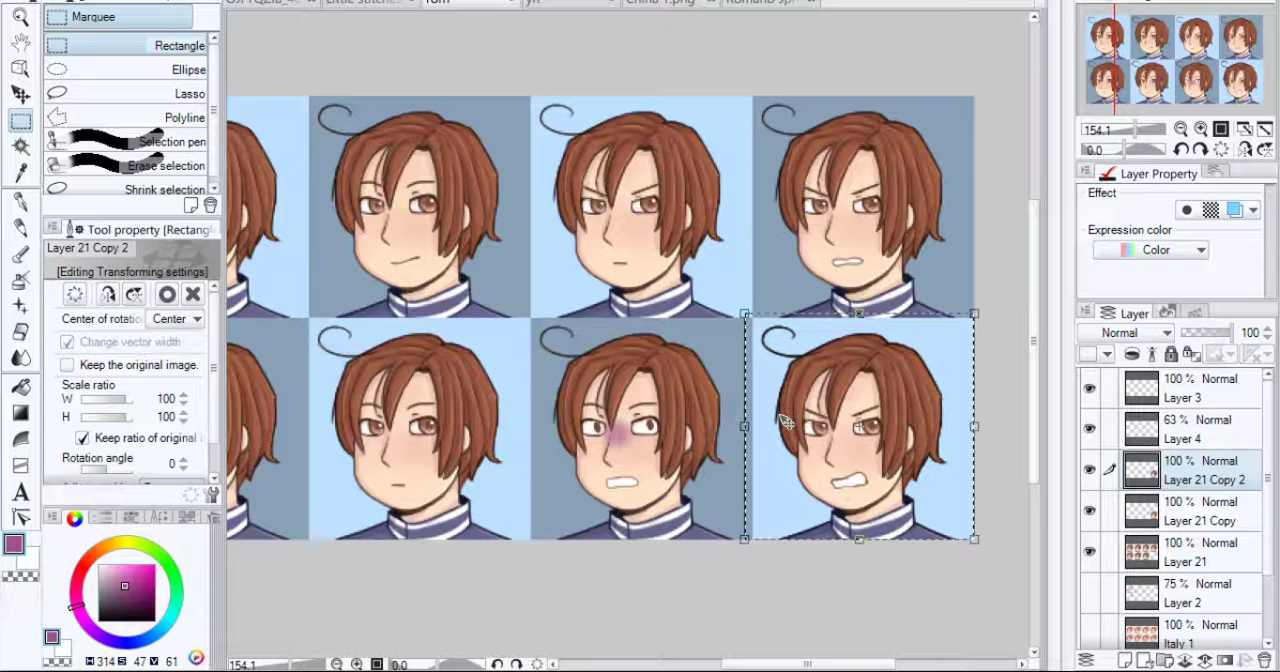 Marquee
Rectangle
Ellipse
Lasso
Polyline
Selection pen
Erase selection
Shrink selection
Tool property [Rectangle
Layer 21 Copy 2
[Editing Transforming settings]
Center of rotatio Center
Change vector width
Keep the original image.
Scale ratio
W 100
H 100
Keep ratio of original i
Rotation angle
0
H 314 S 47 V 61
154.1 0.0
China 1.png
154.1
0.0
Layer Property
Effect
Expression color
Color
Layer
Normal 100
100 % Normal
Layer 3
63 % Normal
Layer 4
100 % Normal
Layer 21 Copy 2
100 % Normal
Layer 21 Copy
100 % Normal
Layer 21
75 % Normal
Layer 2
100 % Normal
Italy 1